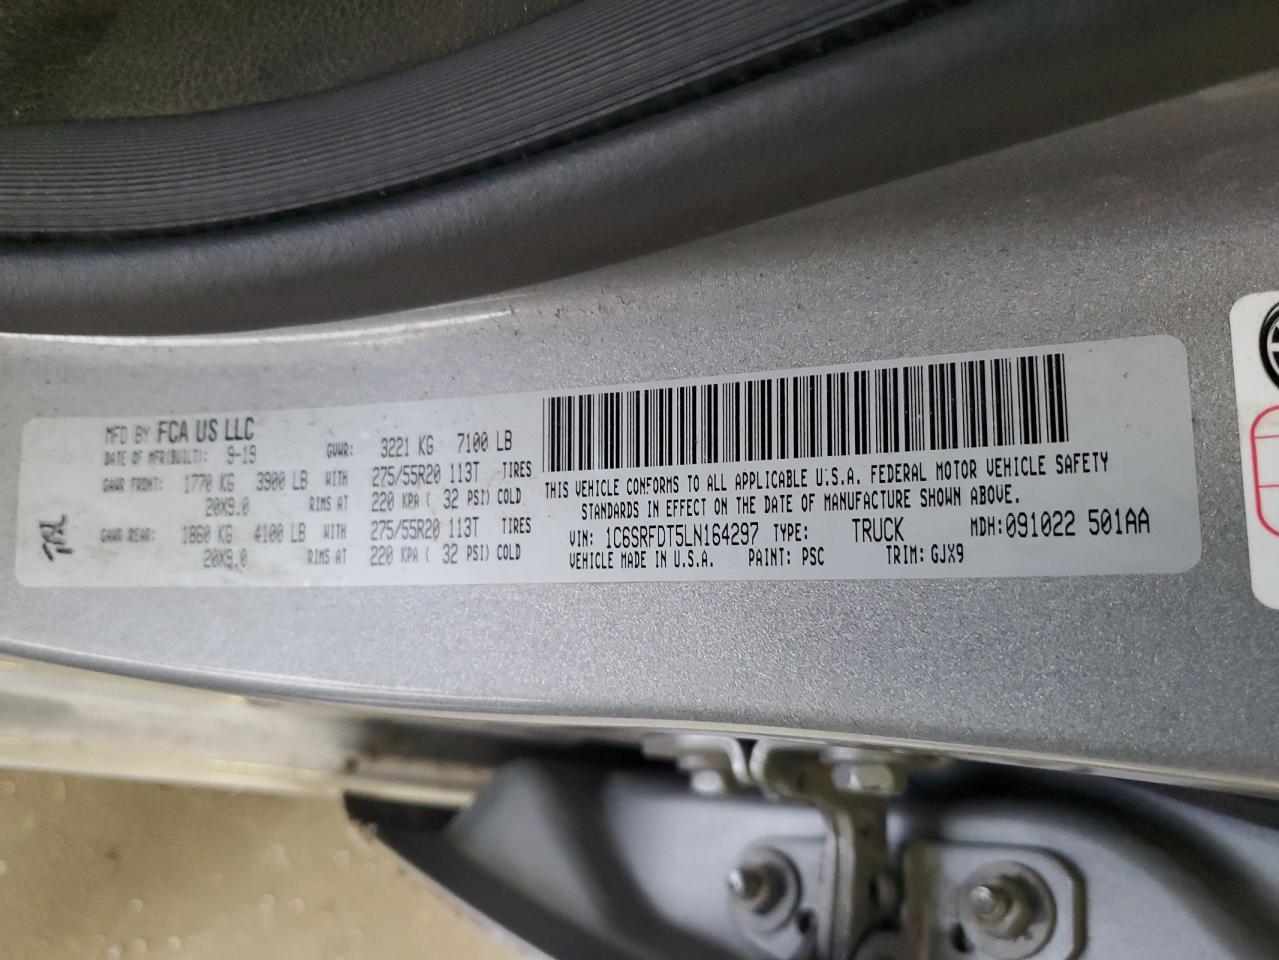 MFD BY FCA US LLC
DATE OF MFR(BUILT): 9-19 GVWR: 3221 KG 7100 LB
GAWR FRONT: 1770 KG 3900 LB WITH 275/55R20 113T TIRES
20X9.0 RIMS AT 220 KPA ( 32 PSI) COLD
GAWR REAR: 1860 KG 4100 LB WITH 275/55R20 113T TIRES
20X9.0 RIMS AT 220 KPA ( 32 PSI) COLD
THIS VEHICLE CONFORMS TO ALL APPLICABLE U.S.A. FEDERAL MOTOR VEHICLE SAFETY
STANDARDS IN EFFECT ON THE DATE OF MANUFACTURE SHOWN ABOVE.
VIN: 1C6SRFDT5LN164297 TYPE: TRUCK MDH: 091022 501AA
VEHICLE MADE IN U.S.A. PAINT: PSC TRIM: GJX9